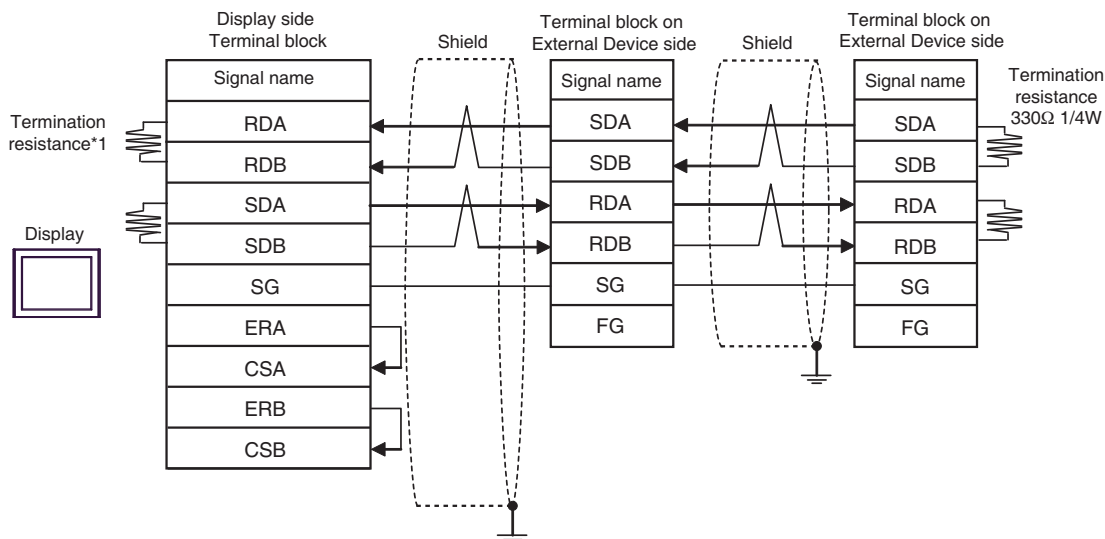 Display side
Terminal block
Shield
Terminal block on
External Device side
Shield
Terminal block on
External Device side
Signal name
Signal name
Signal name
Termination
resistance
330Ω 1/4W
Termination
resistance*1
RDA
SDA
SDA
RDB
SDB
SDB
SDA
RDA
RDA
Display
SDB
RDB
RDB
SG
SG
SG
ERA
FG
FG
CSA
ERB
CSB